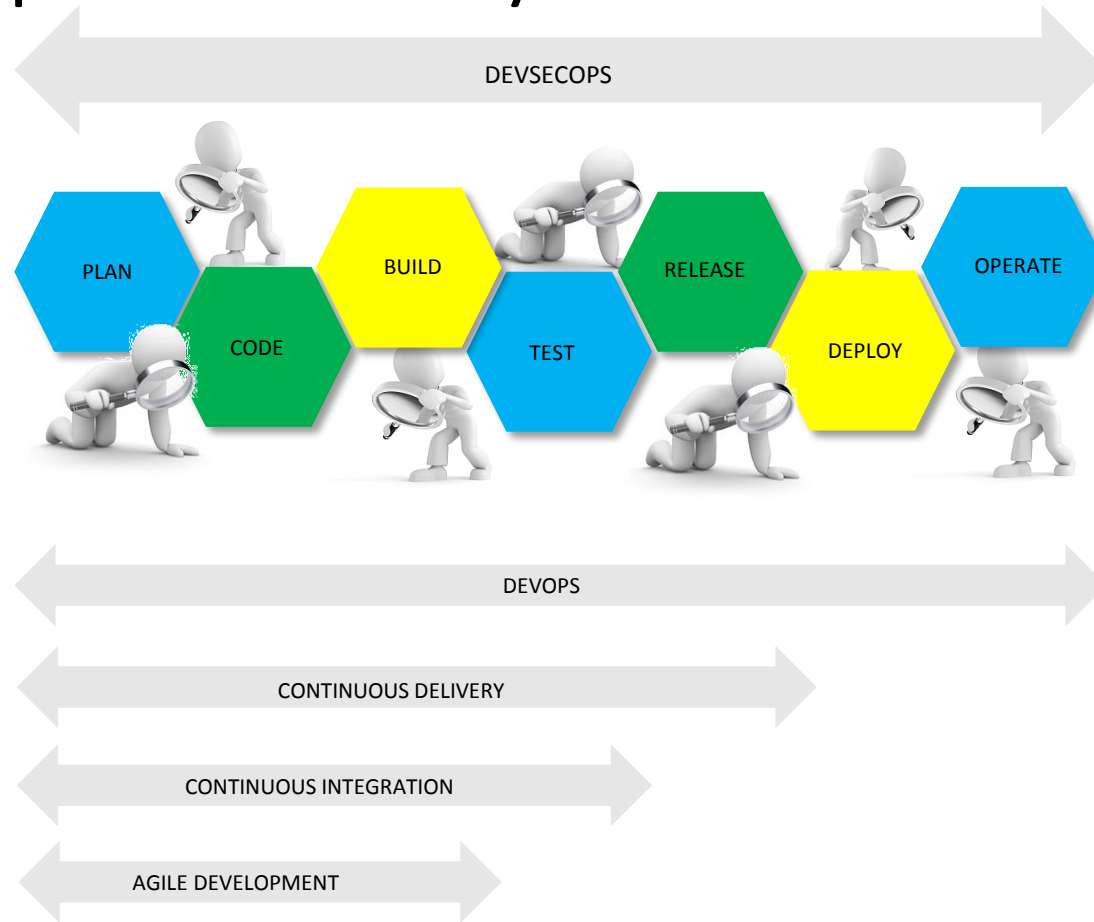 DEVSECOPS
PLAN
CODE
BUILD
TEST
RELEASE
DEPLOY
OPERATE
DEVOPS
CONTINUOUS DELIVERY
CONTINUOUS INTEGRATION
AGILE DEVELOPMENT